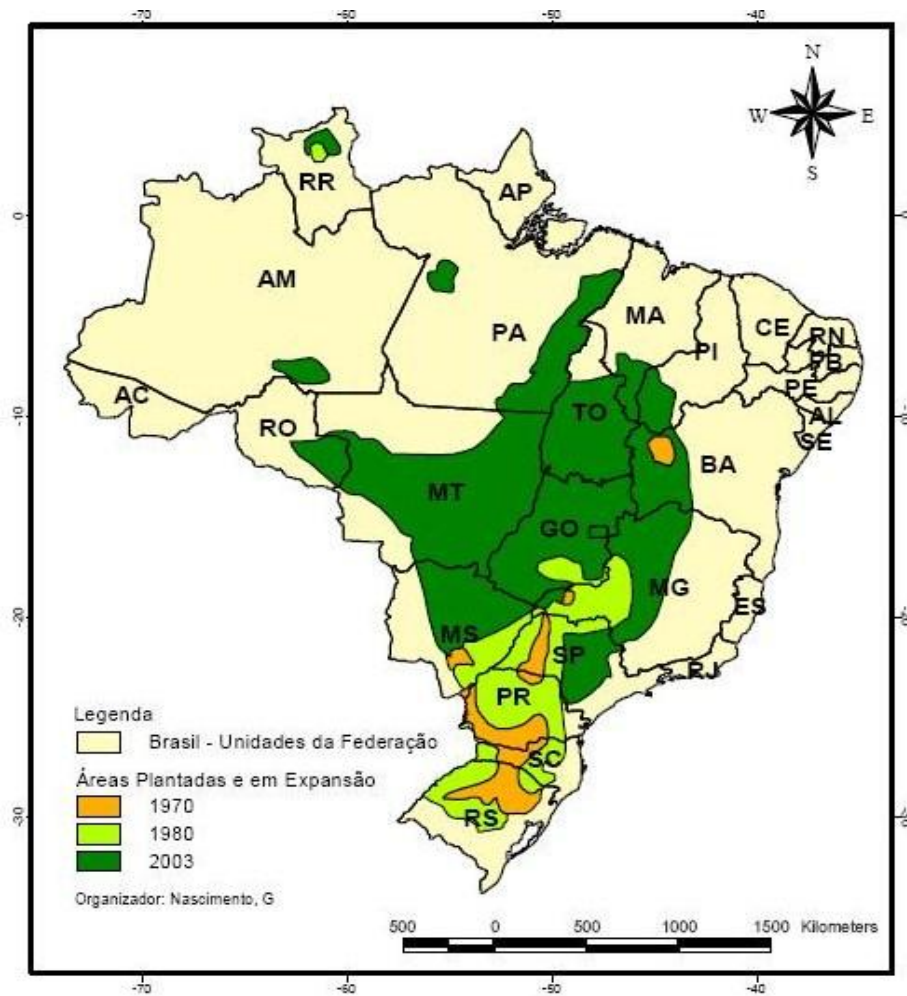 -70 -60 -50 -40
N
W E
S
RR
AP
0
AM
PA
MA
CE
RN
PI
PB
PE
AC
-10
TO
AL
RO
SE
BA
MT
GO
MG
ES
-20
MS
SP
RJ
PR
Legenda
Brasil - Unidades da Federação
SC
Áreas Plantadas e em Expansão
1970
-30
1980
RS
2003
Organizador: Nascimento, G
500 0 500 1000 1500 Kilometers
-70 -60 -50 -40